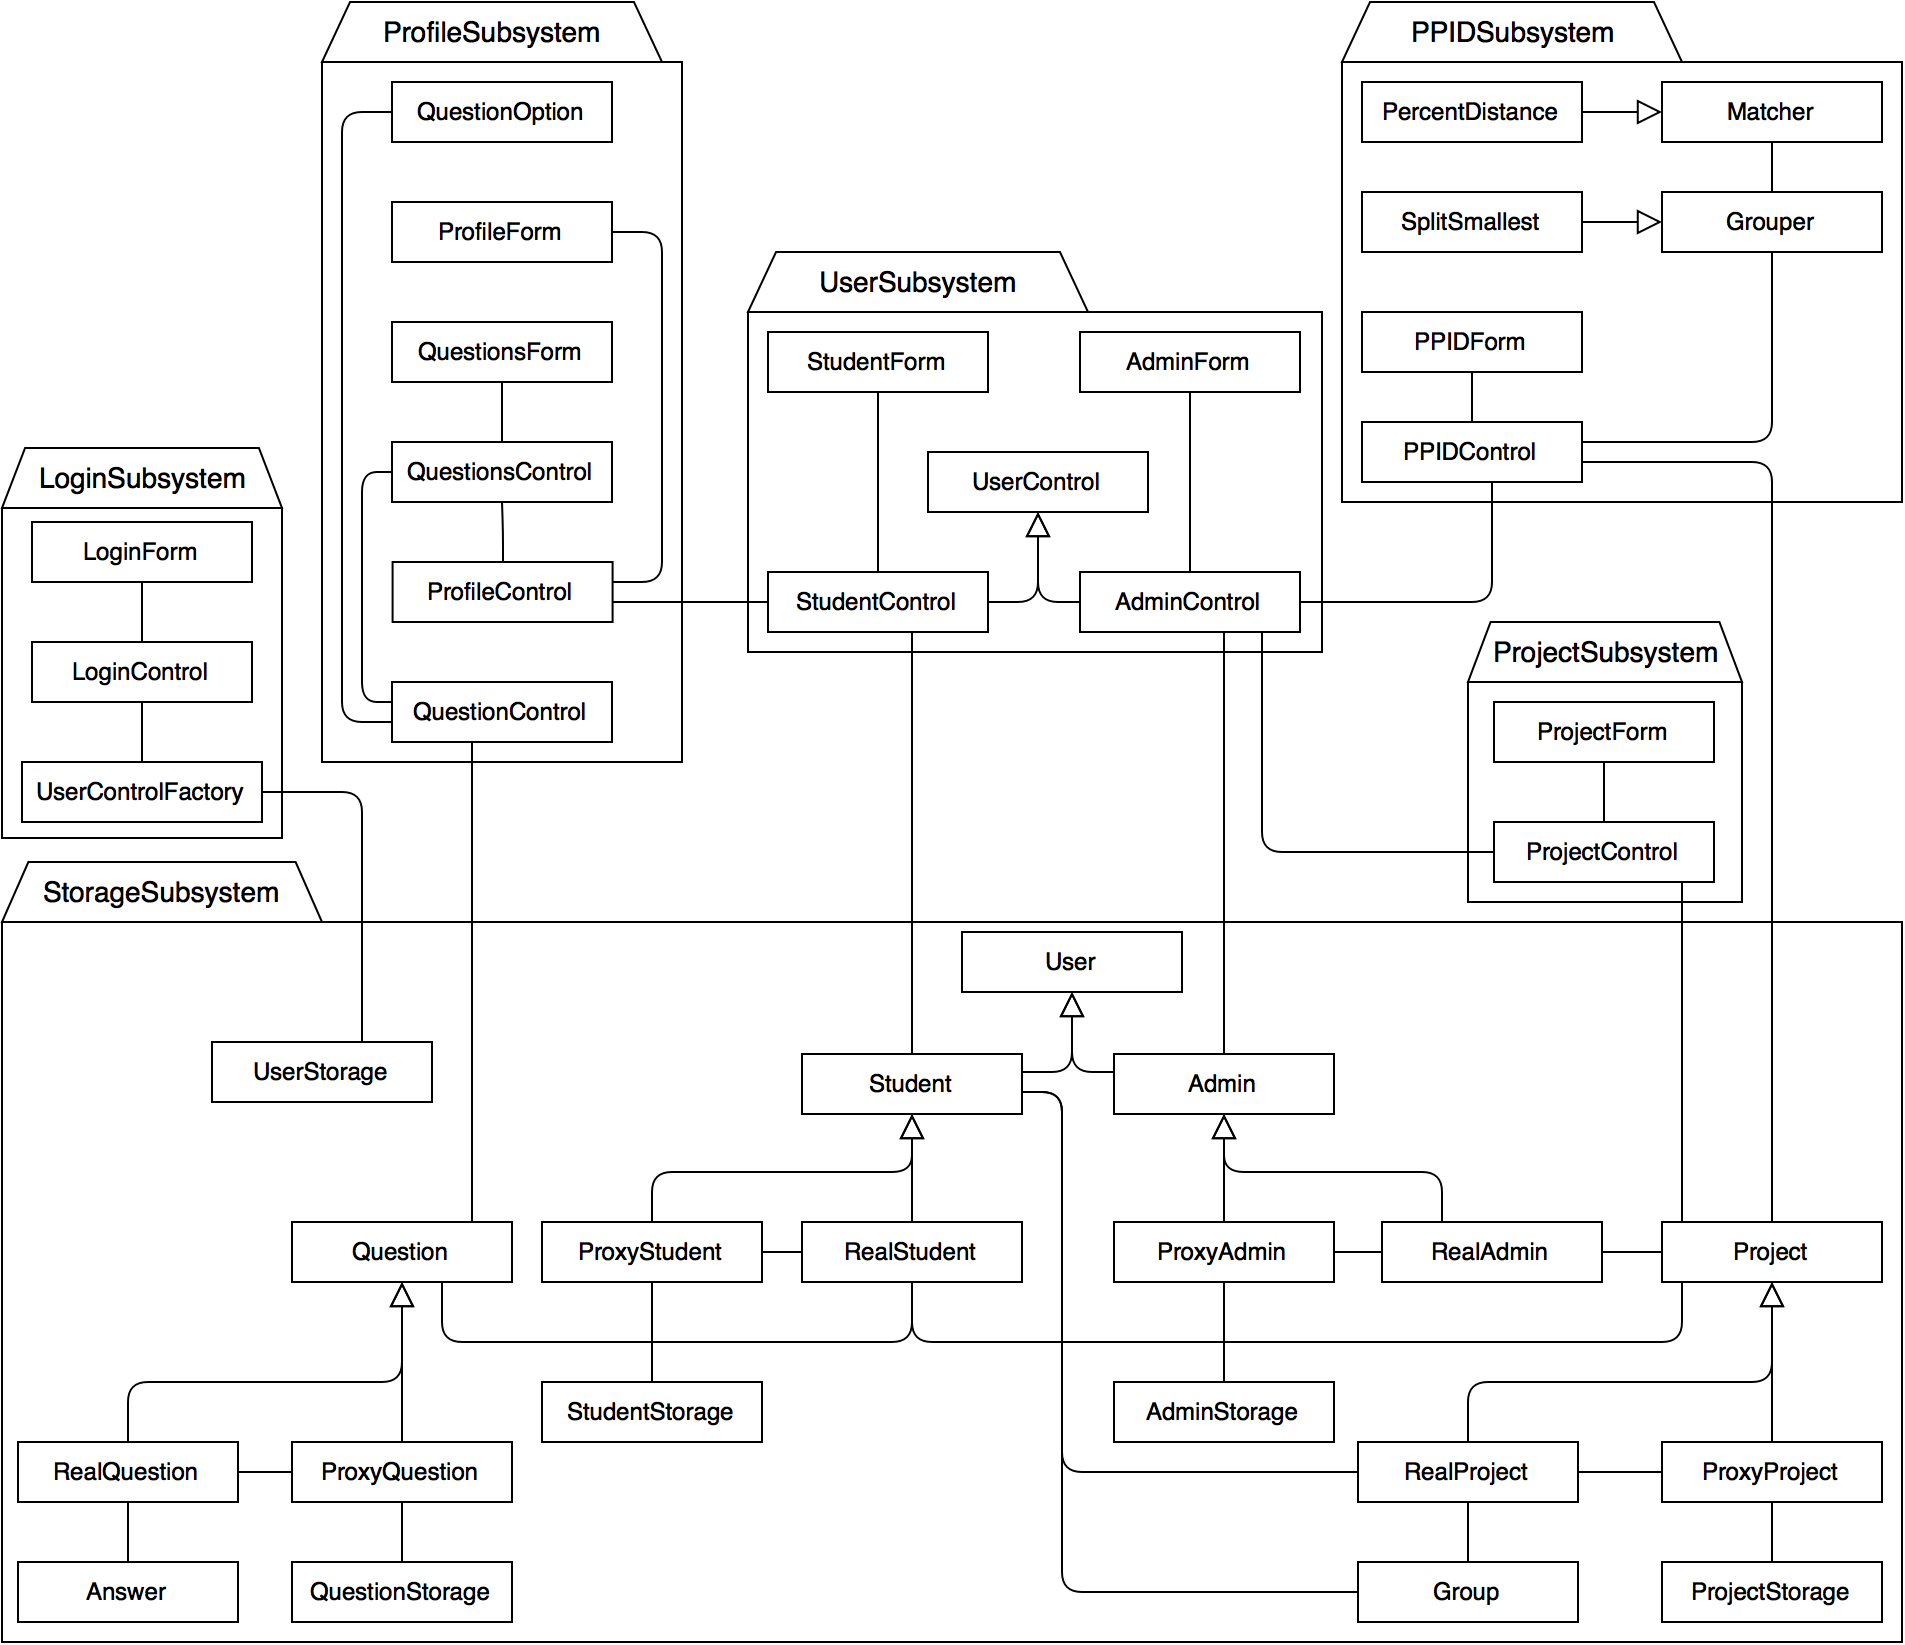 ProfileSubsystem
QuestionOption
ProfileForm
QuestionsForm
QuestionsControl
ProfileControl
QuestionControl
PPIDSubsystem
PercentDistance
Matcher
SplitSmallest
Grouper
PPIDForm
PPIDControl
UserSubsystem
StudentForm
AdminForm
UserControl
StudentControl
AdminControl
LoginSubsystem
LoginForm
LoginControl
UserControlFactory
ProjectSubsystem
ProjectForm
ProjectControl
StorageSubsystem
User
UserStorage
Student
Admin
Question
ProxyStudent
RealStudent
ProxyAdmin
RealAdmin
Project
StudentStorage
AdminStorage
RealQuestion
ProxyQuestion
RealProject
ProxyProject
Answer
QuestionStorage
Group
ProjectStorage